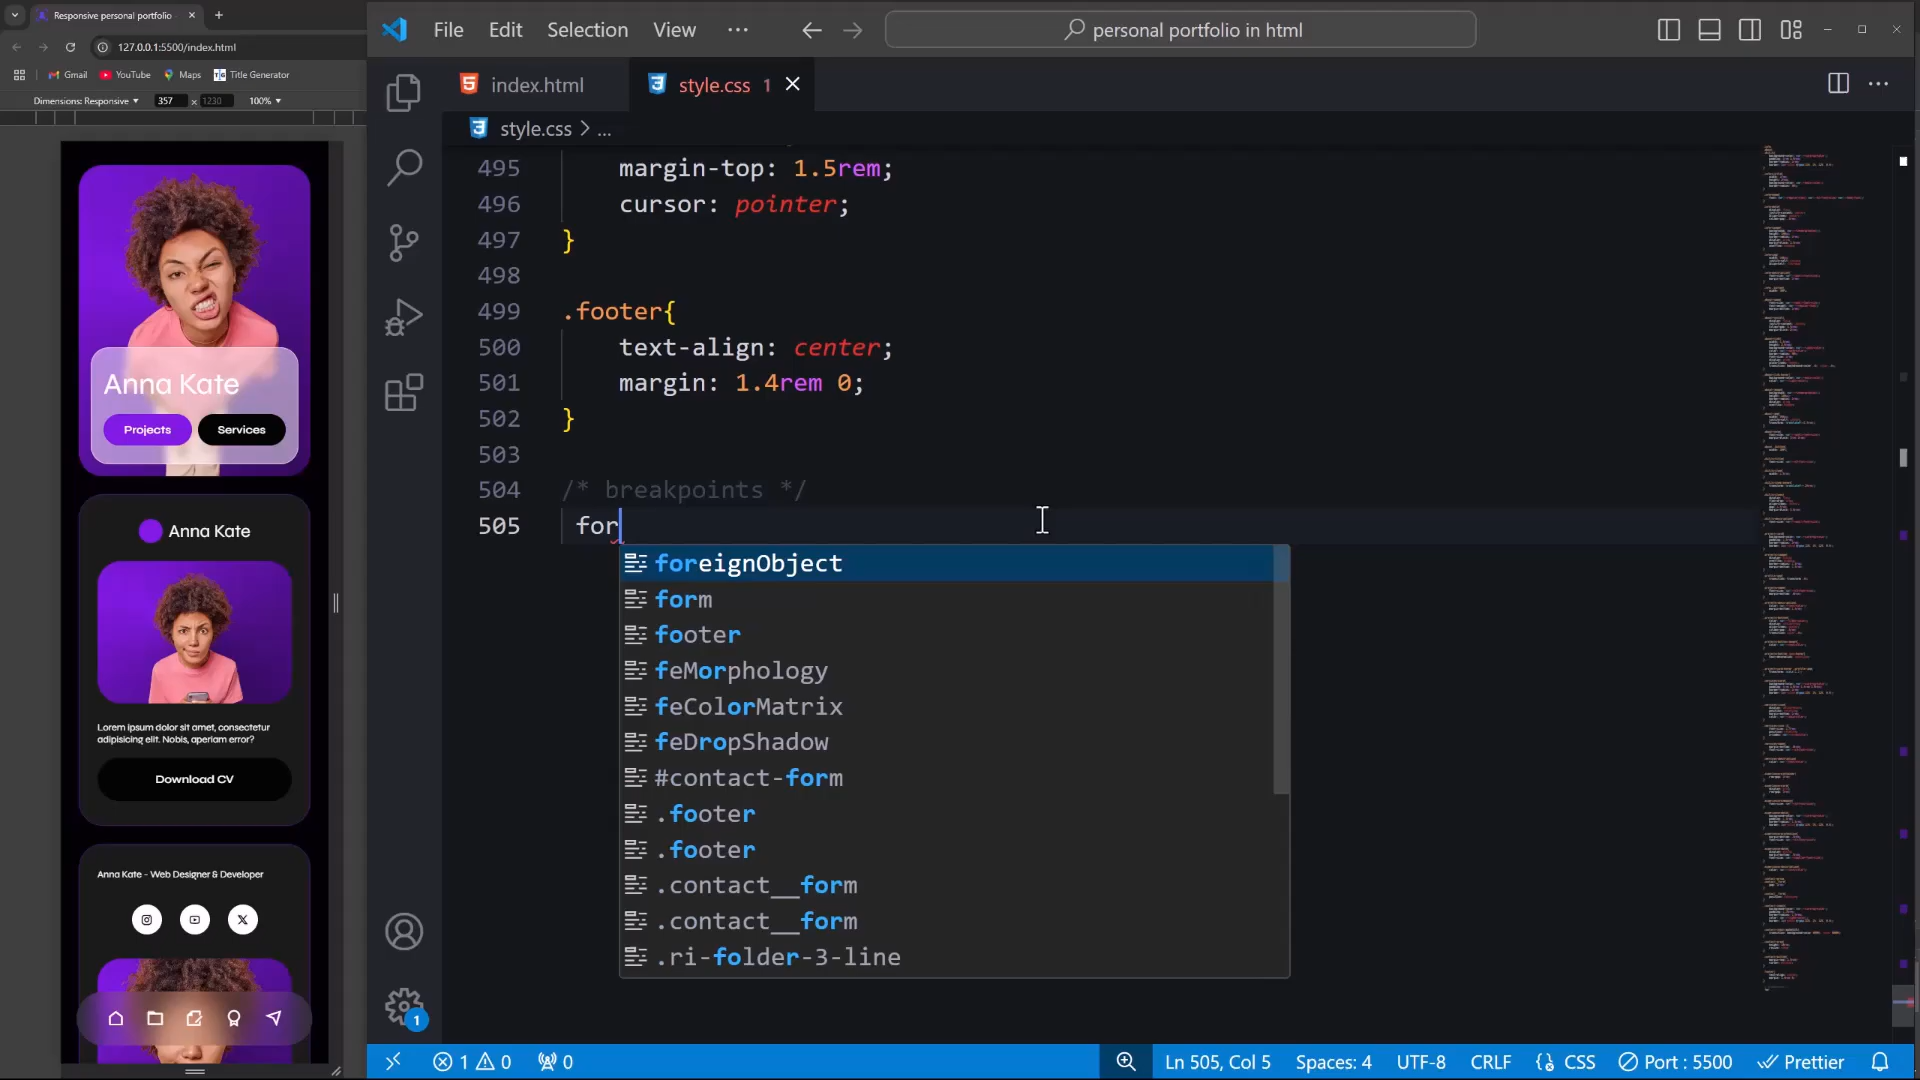 Responsive personal portfolio
127.0.0.1:5500/index.html
Gmail
YouTube
Maps
Title Generator
Dimensions: Responsive
357
x
1230
100%
Anna Kate
Projects
Services
Anna Kate
Lorem ipsum dolor sit amet, consectetur
adipisicing elit. Nobis, aperiam error?
Download CV
Anna Kate - Web Designer & Developer
File Edit Selection View ...
personal portfolio in html
index.html
style.css 1
style.css > ...
495 margin-top: 1.5rem;
496 cursor: pointer;
497 }
498
499 .footer{
500 text-align: center;
501 margin: 1.4rem 0;
502 }
503
504 /* breakpoints */
505 for
foreignObject
form
footer
feMorphology
feColorMatrix
feDropShadow
#contact-form
.footer
.footer
.contact__form
.contact__form
.ri-folder-3-line
1
1 0 0
Ln 505, Col 5 Spaces: 4 UTF-8 CRLF {} CSS Port : 5500 Prettier